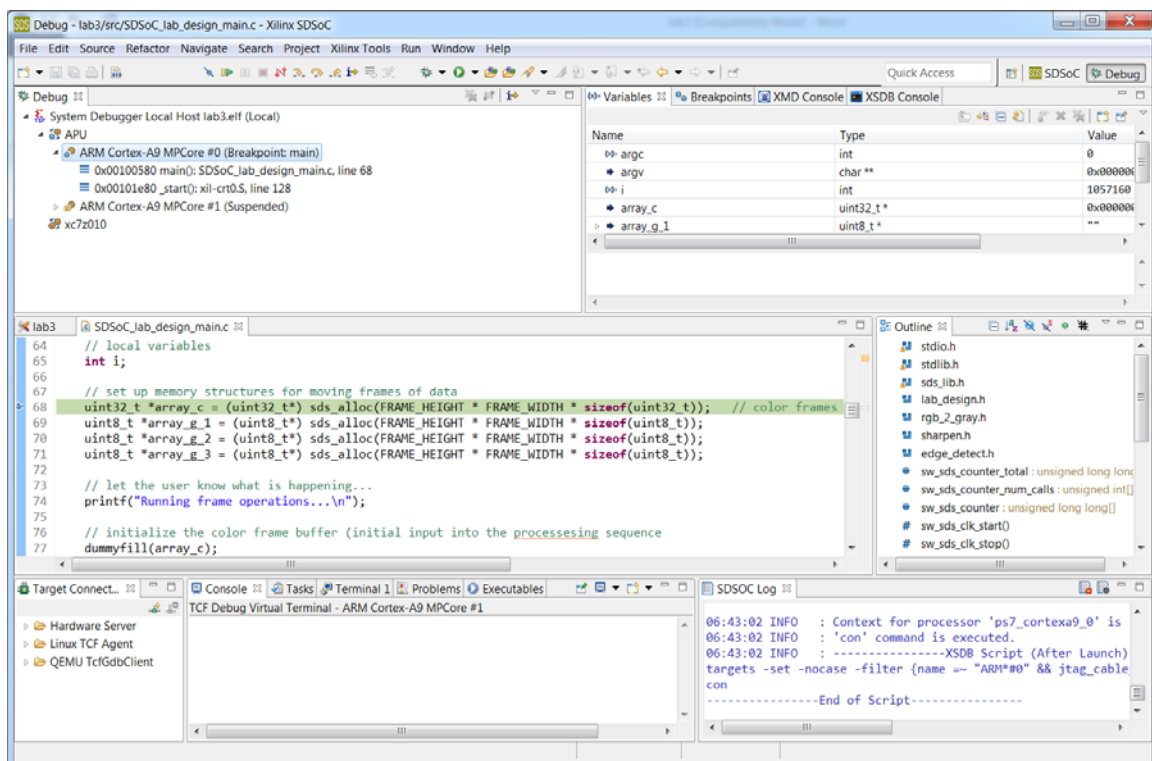 Debug - lab3/src/SDSoC_lab_design_main.c - Xilinx SDSoC
File Edit Source Refactor Navigate Search Project Xilinx Tools Run Window Help
Quick Access
SDSoC
Debug
Debug
System Debugger Local Host lab3.elf (Local)
APU
ARM Cortex-A9 MPCore #0 (Breakpoint: main)
0x00100580 main(): SDSoC_lab_design_main.c, line 68
0x00101e80 _start(): xil-crt0.S, line 128
ARM Cortex-A9 MPCore #1 (Suspended)
xc7z010
Variables Breakpoints XMD Console XSDB Console
Name Type Value
argc int 0
argv char ** 0x000000
i int 1057160
array_c uint32_t * 0x000000
array_g_1 uint8_t * ""
lab3 SDSoC_lab_design_main.c
64 // local variables
65 int i;
66
67 // set up memory structures for moving frames of data
68 uint32_t *array_c = (uint32_t*) sds_alloc(FRAME_HEIGHT * FRAME_WIDTH * sizeof(uint32_t)); // color frames
69 uint8_t *array_g_1 = (uint8_t*) sds_alloc(FRAME_HEIGHT * FRAME_WIDTH * sizeof(uint8_t));
70 uint8_t *array_g_2 = (uint8_t*) sds_alloc(FRAME_HEIGHT * FRAME_WIDTH * sizeof(uint8_t));
71 uint8_t *array_g_3 = (uint8_t*) sds_alloc(FRAME_HEIGHT * FRAME_WIDTH * sizeof(uint8_t));
72
73 // let the user know what is happening...
74 printf("Running frame operations...\n");
75
76 // initialize the color frame buffer (initial input into the processesing sequence
77 dummyfill(array_c);
Outline
stdio.h
stdlib.h
sds_lib.h
lab_design.h
rgb_2_gray.h
sharpen.h
edge_detect.h
sw_sds_counter_total : unsigned long long
sw_sds_counter_num_calls : unsigned int[]
sw_sds_counter : unsigned long long[]
sw_sds_clk_start()
sw_sds_clk_stop()
Target Connect...
Hardware Server
Linux TCF Agent
QEMU TcfGdbClient
Console Tasks Terminal 1 Problems Executables
TCF Debug Virtual Terminal - ARM Cortex-A9 MPCore #1
SDSOC Log
06:43:02 INFO : Context for processor 'ps7_cortexa9_0' is
06:43:02 INFO : 'con' command is executed.
06:43:02 INFO : ----------------XSDB Script (After Launch)
targets -set -nocase -filter {name =~ "ARM*#0" && jtag_cable
con
----------------End of Script----------------